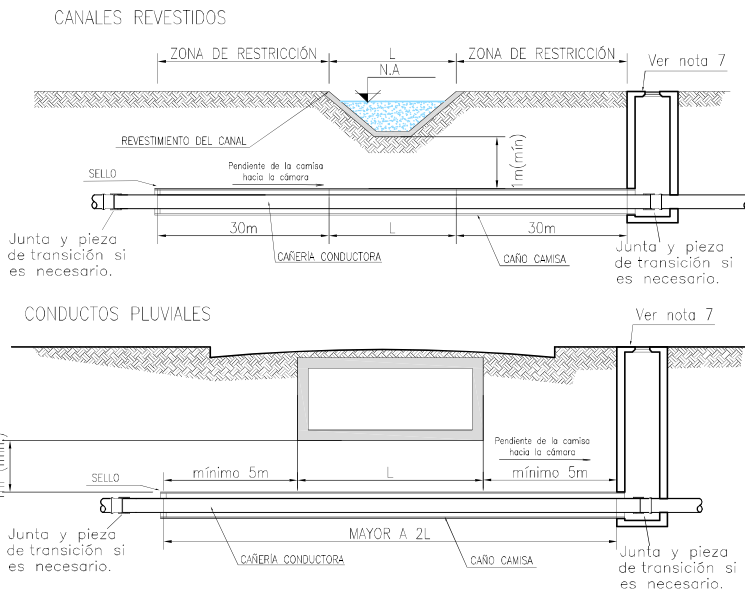 CANALES REVESTIDOS
ZONA DE RESTRICCIÓN
L
ZONA DE RESTRICCIÓN
N.A
Ver nota 7
REVESTIMIENTO DEL CANAL
1m(mín)
Pendiente de la camisa
hacia la cámara
SELLO
30m
L
30m
CAÑERÍA CONDUCTORA
CAÑO CAMISA
Junta y pieza
de transición si
es necesario.
Junta y pieza
de transición si
es necesario.
CONDUCTOS PLUVIALES
Ver nota 7
Pendiente de la camisa
hacia la cámara
SELLO
mínimo 5m
L
mínimo 5m
MAYOR A 2L
CAÑERÍA CONDUCTORA
CAÑO CAMISA
Junta y pieza
de transición si
es necesario.
Junta y pieza
de transición si
es necesario.